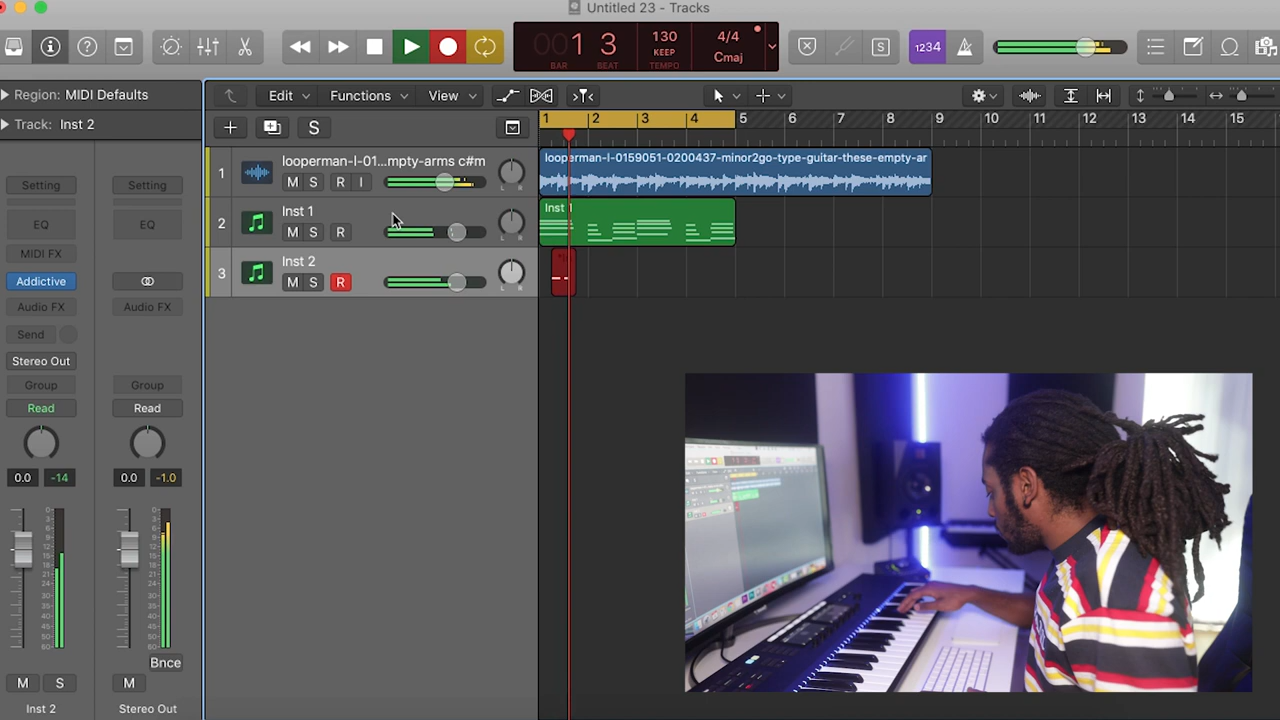 Untitled 23 - Tracks
1234
001 3
BAR BEAT
130
KEEP
TEMPO
4/4
Cmaj
S
Region: MIDI Defaults
Track: Inst 2
Edit
Functions
View
S
1 2 3 4 5 6 7 8 9 10 11 12 13 14 15
Setting
Setting
EQ
EQ
MIDI FX
Addictive
Audio FX
Audio FX
Send
Stereo Out
Group
Group
Read
Read
0.0 -14
0.0 -1.0
Bnce
M S
M
Inst 2
Stereo Out
1
looperman-l-01...mpty-arms c#m
M S R I
looperman-l-0159051-0200437-minor2go-type-guitar-these-empty-ar
2
Inst 1
M S R
Inst 1
3
Inst 2
M S R